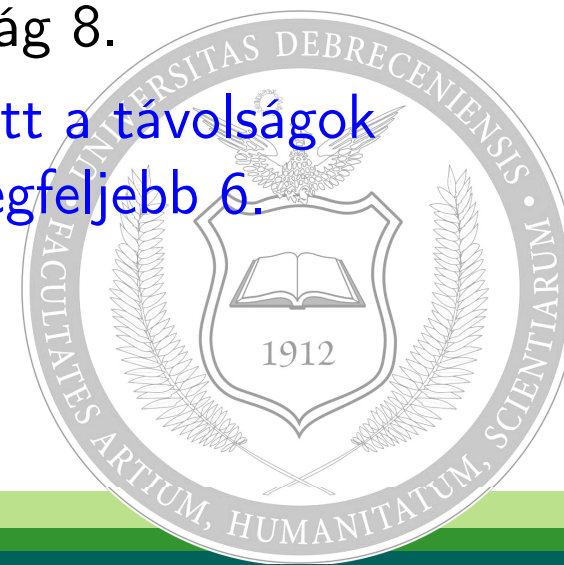 ág 8.
tt a távolságok
egfeljebb 6.
UNIVERSITAS DEBRECENIENSIS • FACULTATES ARTIUM, HUMANITATUM, SCIENTIARUM
1912